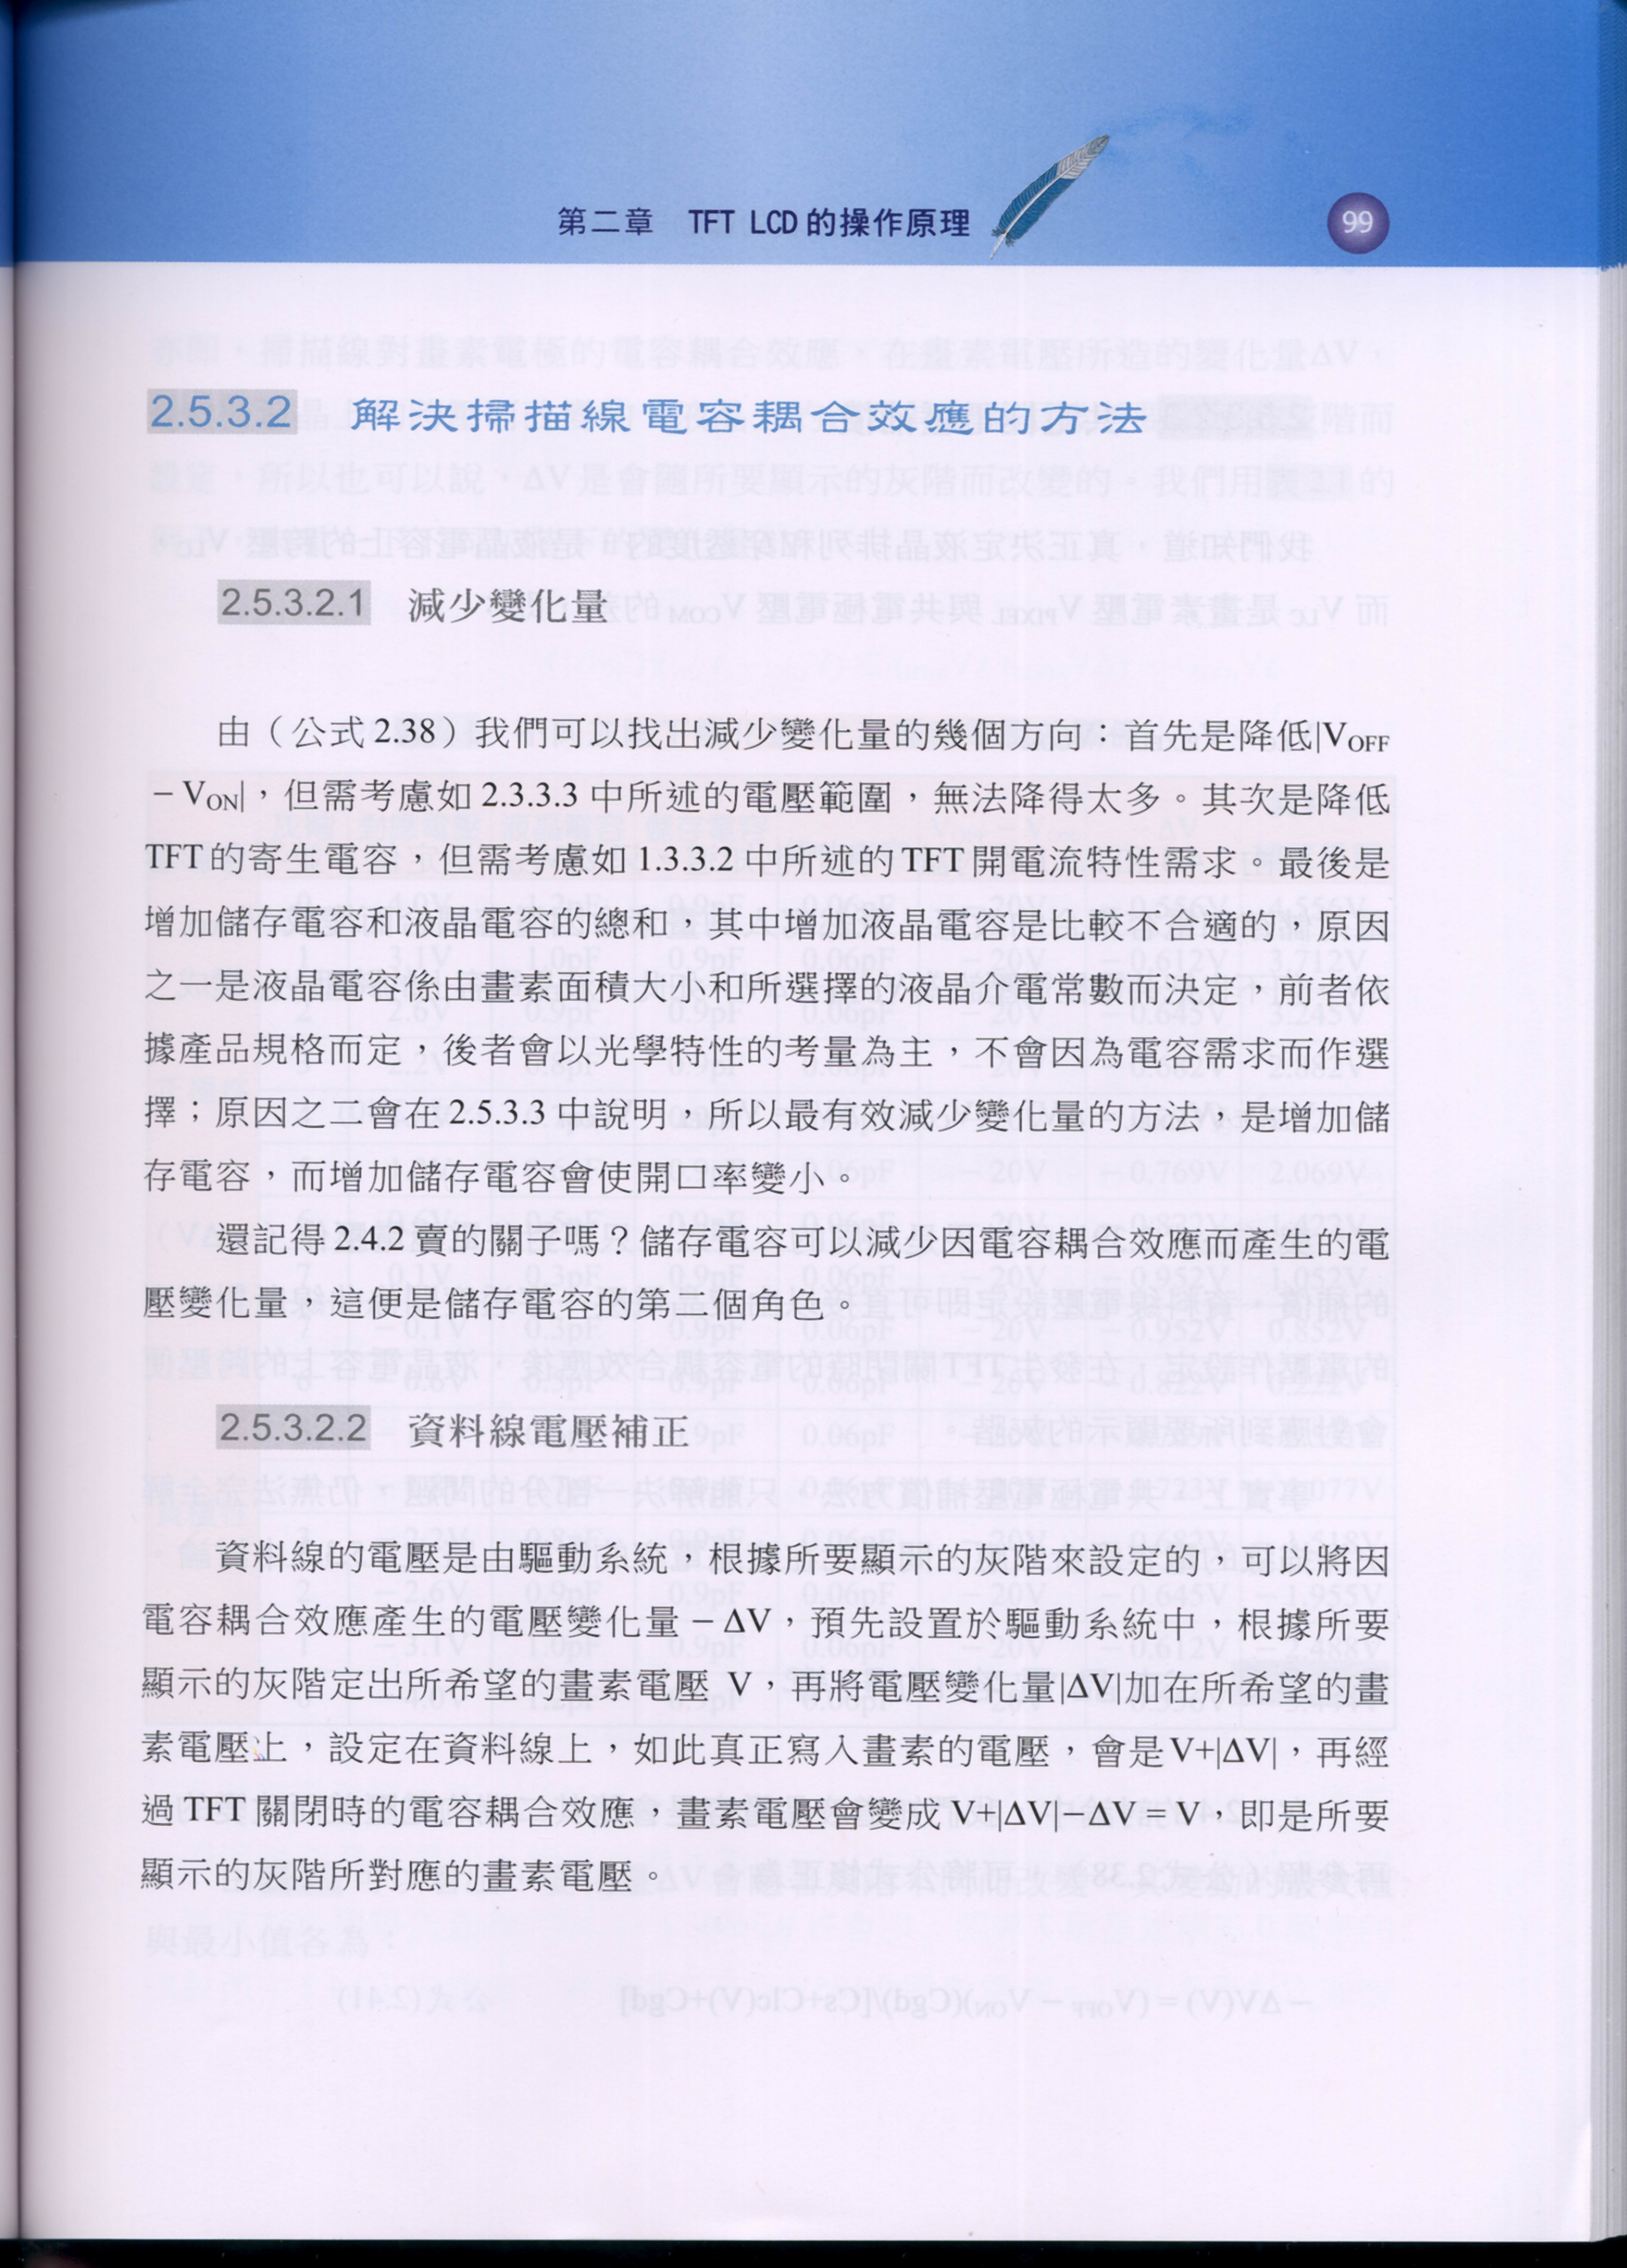 第二章 TFT LCD的操作原理
99
2.5.3.2 解決掃描線電容耦合效應的方法
2.5.3.2.1 減少變化量
由（公式2.38）我們可以找出減少變化量的幾個方向：首先是降低|VOFF
－VON|，但需考慮如2.3.3.3中所述的電壓範圍，無法降得太多。其次是降低
TFT的寄生電容，但需考慮如1.3.3.2中所述的TFT開電流特性需求。最後是
增加儲存電容和液晶電容的總和，其中增加液晶電容是比較不合適的，原因
之一是液晶電容係由畫素面積大小和所選擇的液晶介電常數而決定，前者依
據產品規格而定，後者會以光學特性的考量為主，不會因為電容需求而作選
擇；原因之二會在2.5.3.3中說明，所以最有效減少變化量的方法，是增加儲
存電容，而增加儲存電容會使開口率變小。
還記得2.4.2賣的關子嗎？儲存電容可以減少因電容耦合效應而產生的電
壓變化量，這便是儲存電容的第二個角色。
2.5.3.2.2 資料線電壓補正
資料線的電壓是由驅動系統，根據所要顯示的灰階來設定的，可以將因
電容耦合效應產生的電壓變化量－ΔV，預先設置於驅動系統中，根據所要
顯示的灰階定出所希望的畫素電壓 V，再將電壓變化量|ΔV|加在所希望的畫
素電壓上，設定在資料線上，如此真正寫入畫素的電壓，會是V+|ΔV|，再經
過TFT關閉時的電容耦合效應，畫素電壓會變成V+|ΔV|−ΔV = V，即是所要
顯示的灰階所對應的畫素電壓。